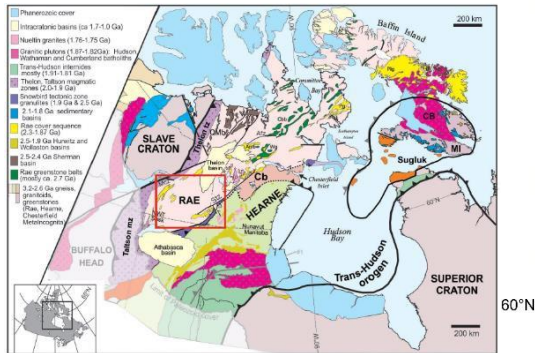 Phanerozoic cover
Intracratonic basins (ca 1.7-1.0 Ga)
Nueltin granites (1.76-1.75 Ga)
Granitic plutons (1.87-1.82Ga): Hudson,
Wathaman and Cumberland batholiths
Trans-Hudson internides
mostly (1.91-1.81 Ga)
Thelon, Taltson magmatic
zones (2.0-1.9 Ga)
Snowbird tectonic zone
granulites (1.9 Ga & 2.5 Ga)
2.1-1.8 Ga sedimentary
basins
Rae cover sequence
(2.3-1.87 Ga)
2.5-1.9 Ga Hurwitz and
Wollaston basins
2.5-2.4 Ga Sherman
basin
Rae greenstone belts
(mostly ca. 2.7 Ga)
3.2-2.6 Ga gneiss,
granitoids,
greenstones
(Rae, Hearne,
Chesterfield
MetaIncognita)
200 km
Baffin Island
Committee
Bay
SLAVE
CRATON
Thelon tz
QMb
Thelon
basin
RAE
Cb
Chesterfield
Inlet
HEARNE
CB
MI
Sugluk
60°N
Hudson
Bay
Taltson mz
BUFFALO
HEAD
Athabasca
basin
Nunavut
Manitoba
Trans-Hudson
orogen
SUPERIOR
CRATON
60°N
200 km